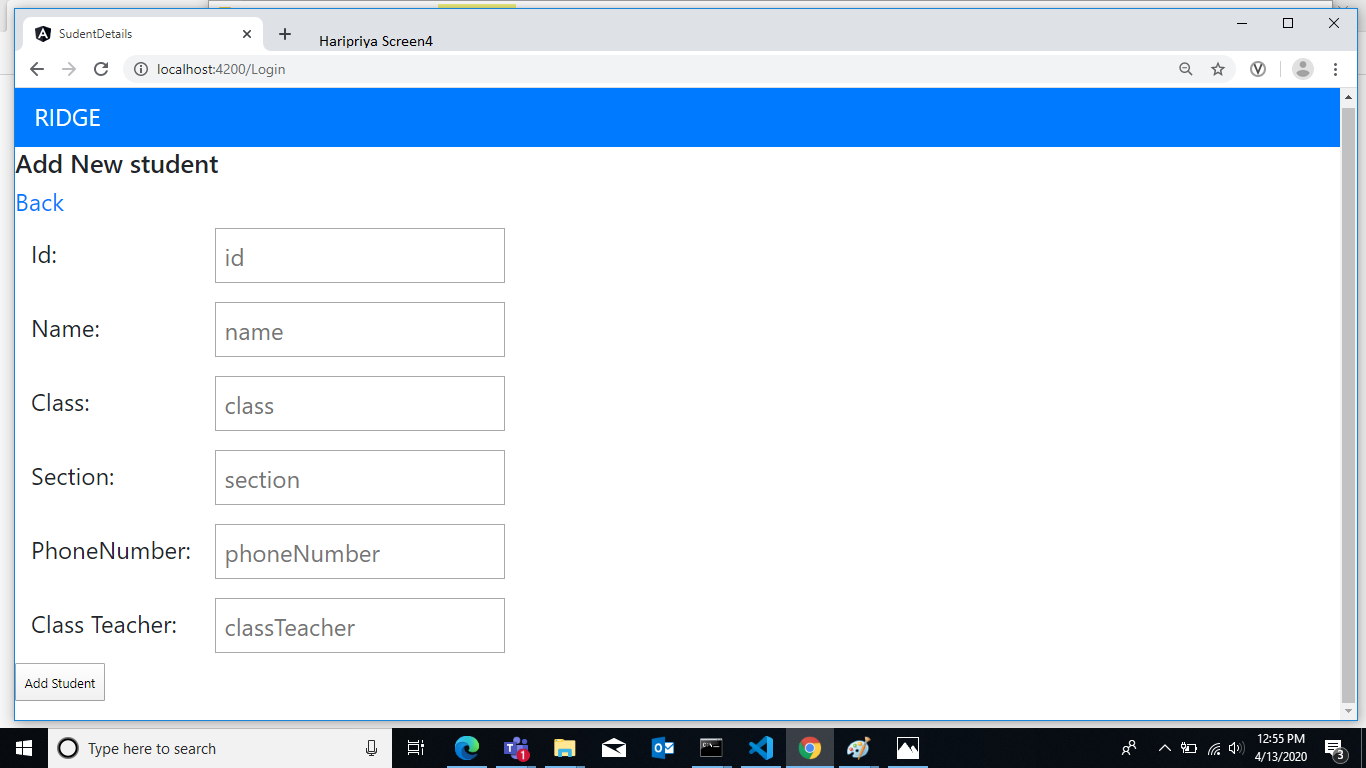 SudentDetails
Haripriya Screen4
localhost:4200/Login
RIDGE
Add New student
Back
Id: id
Name: name
Class: class
Section: section
PhoneNumber: phoneNumber
Class Teacher: classTeacher
Add Student
Type here to search
1
12:55 PM
4/13/2020
3